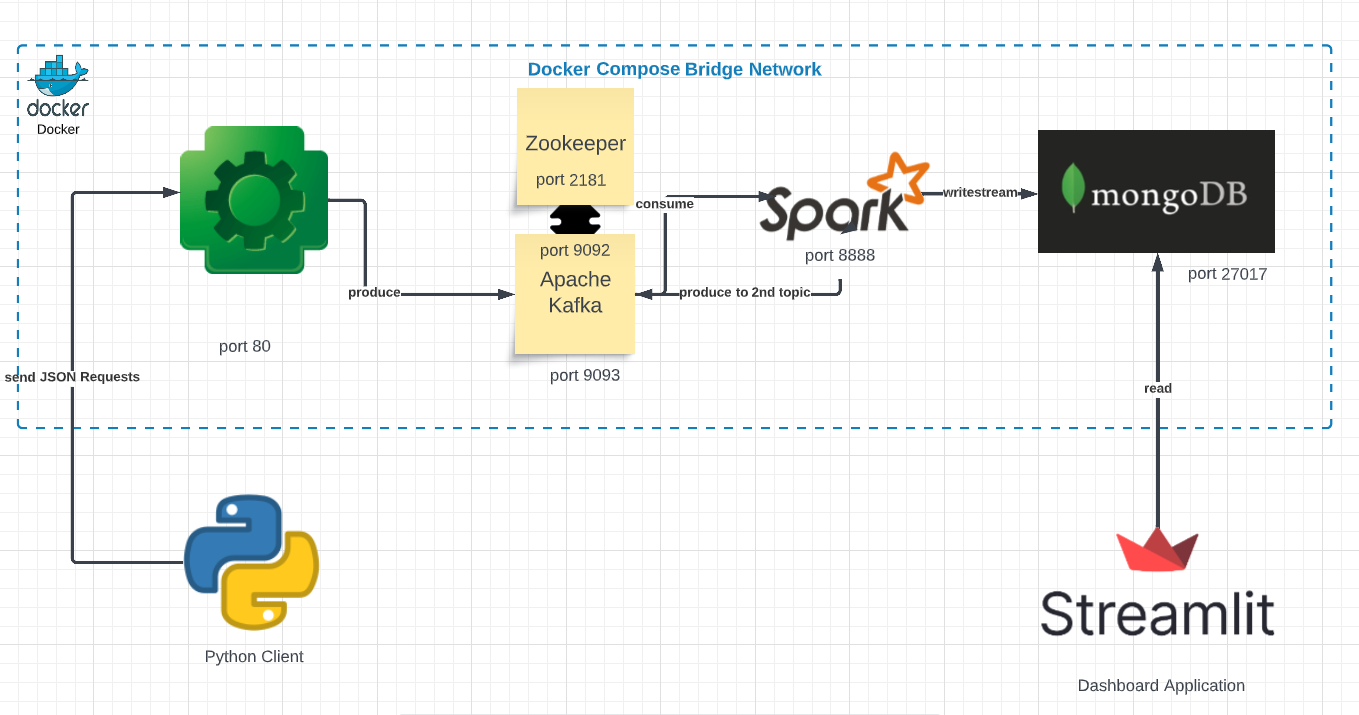 Docker Compose Bridge Network
docker
Docker
Zookeeper
port 2181
consume
Spark
writestream
mongoDB
port 9092
Apache
Kafka
port 8888
port 27017
produce
produce to 2nd topic
port 80
port 9093
send JSON Requests
read
Streamlit
Python Client
Dashboard Application